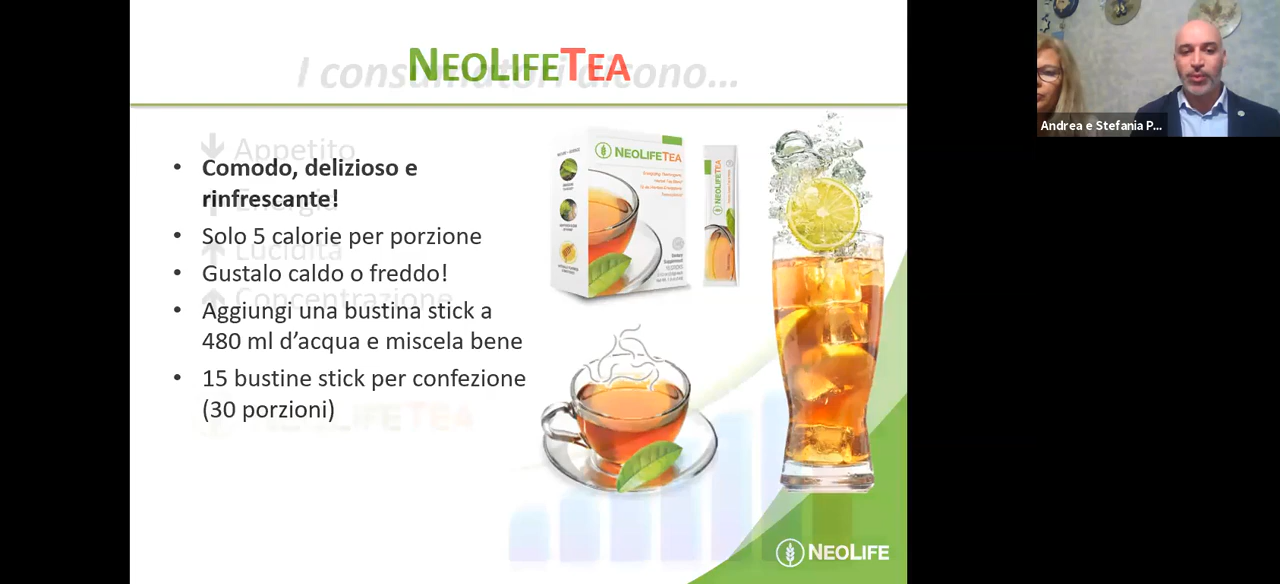 I consumatori dicono...
NEOLIFETEA
Appetito
• Comodo, delizioso e
rinfrescante!
Energia
• Solo 5 calorie per porzione
Lucidità
• Gustalo caldo o freddo!
Concentrazione
• Aggiungi una bustina stick a
480 ml d’acqua e miscela bene
• 15 bustine stick per confezione
(30 porzioni)
NEOLIFETEA
NEOLIFETEA
NEOLIFETEA
NEOLIFE
Andrea e Stefania P...